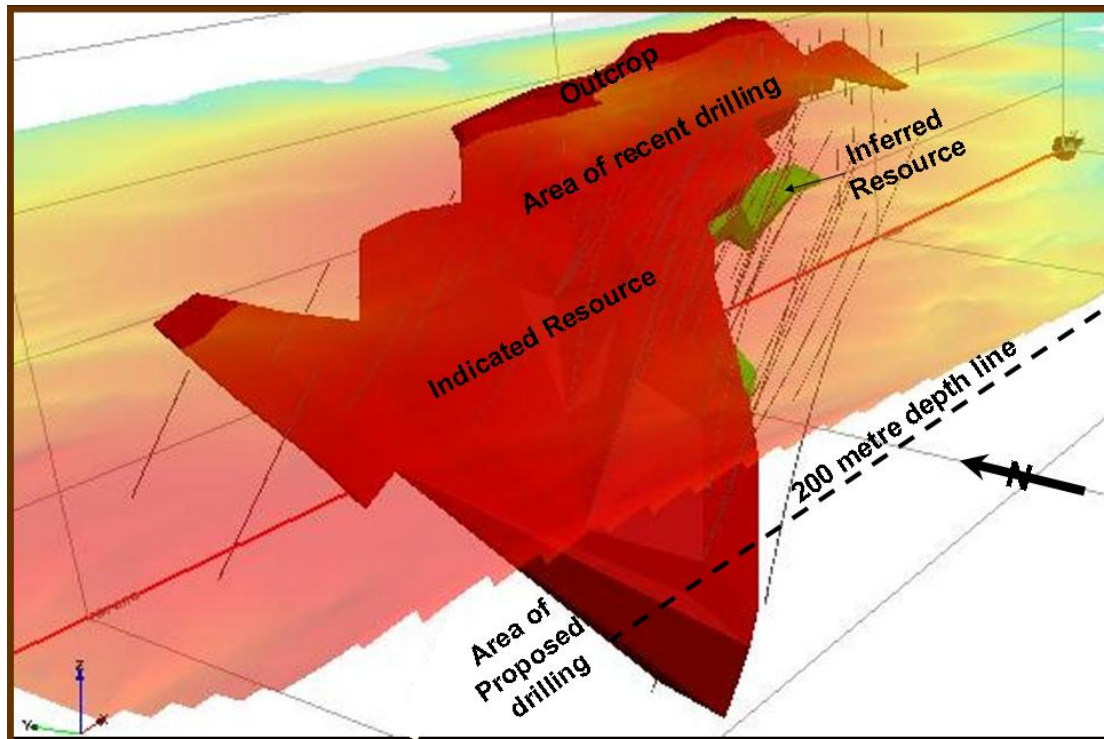 Outcrop
Area of recent drilling
Inferred
Resource
Indicated Resource
200 metre depth line
N
Area of
Proposed
drilling
Z
Y
X